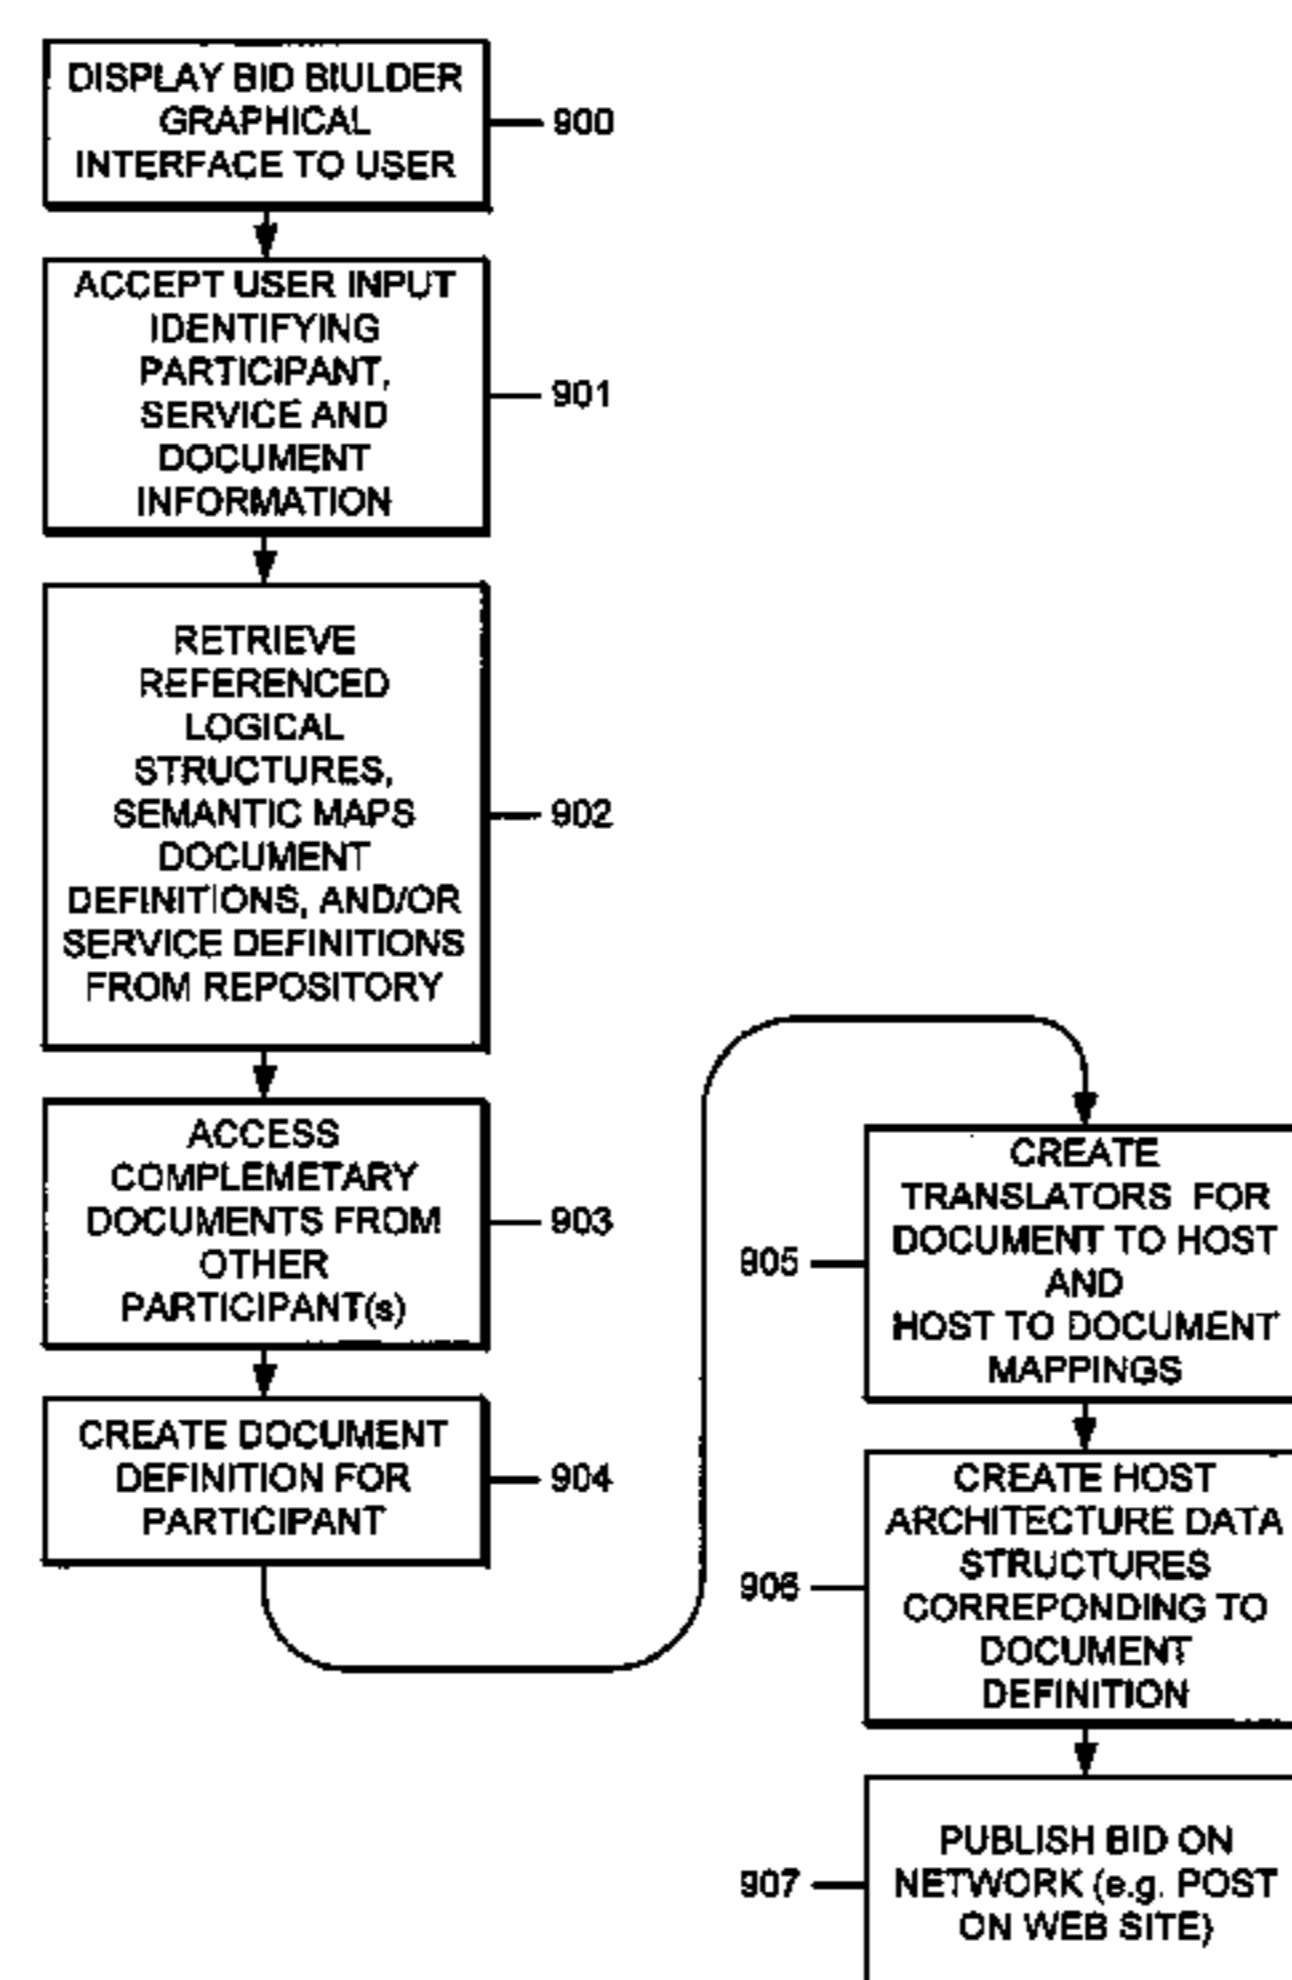 DISPLAY BID BIULDER
GRAPHICAL
INTERFACE TO USER
900
ACCEPT USER INPUT
IDENTIFYING
PARTICIPANT,
SERVICE AND
DOCUMENT
INFORMATION
901
RETRIEVE
REFERENCED
LOGICAL
STRUCTURES,
SEMANTIC MAPS
DOCUMENT
DEFINITIONS, AND/OR
SERVICE DEFINITIONS
FROM REPOSITORY
902
ACCESS
COMPLEMETARY
DOCUMENTS FROM
OTHER
PARTICIPANT(s)
903
CREATE DOCUMENT
DEFINITION FOR
PARTICIPANT
904
CREATE
TRANSLATORS FOR
DOCUMENT TO HOST
AND
HOST TO DOCUMENT
MAPPINGS
905
CREATE HOST
ARCHITECTURE DATA
STRUCTURES
CORREPONDING TO
DOCUMENT
DEFINITION
906
PUBLISH BID ON
NETWORK (e.g. POST
ON WEB SITE)
907